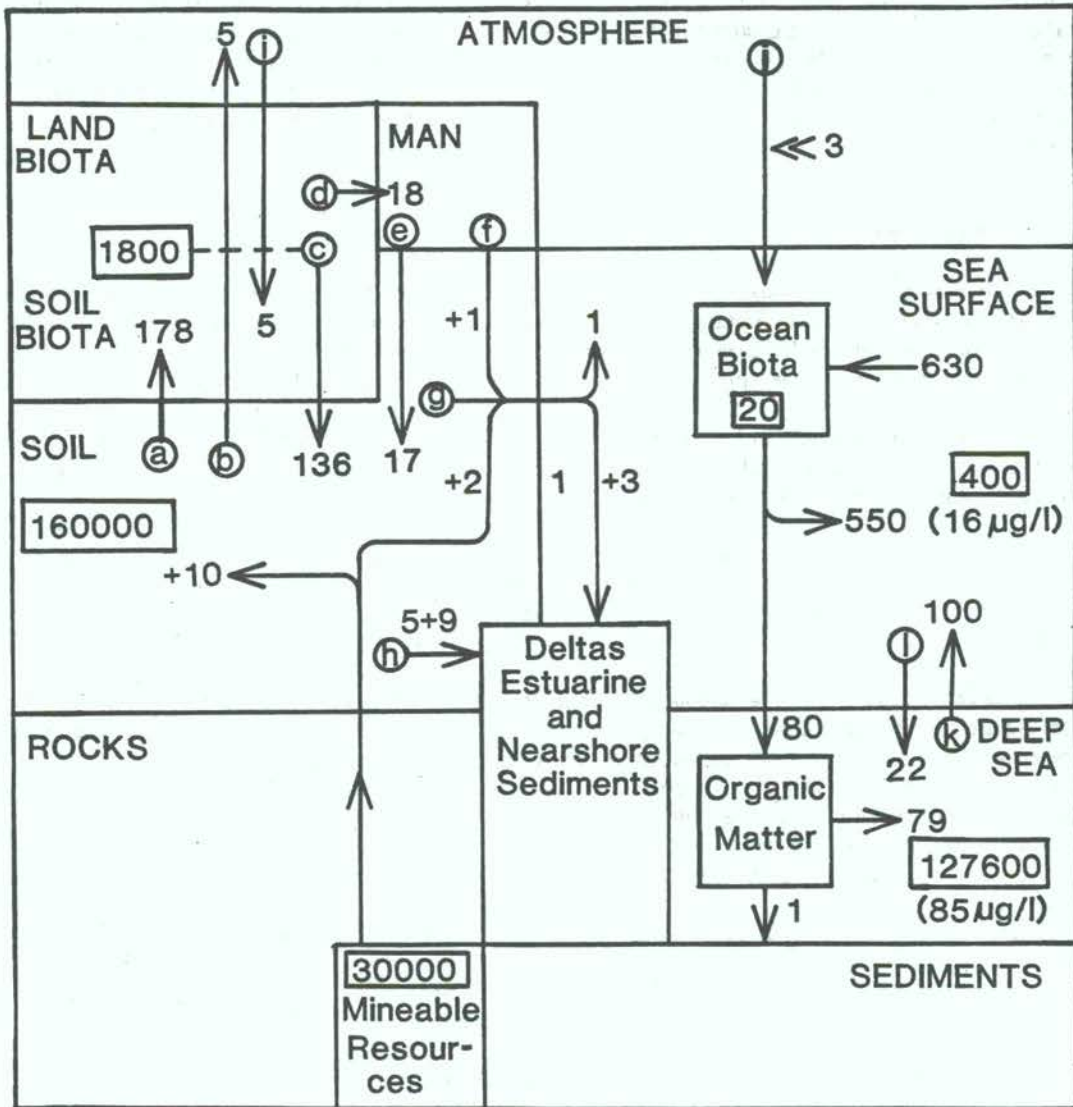 ATMOSPHERE
5
i
j
LAND
BIOTA
MAN
≪ 3
d
18
e
f
1800
c
SEA
SURFACE
SOIL
BIOTA
178
5
+1
1
Ocean
Biota
20
630
g
SOIL
a
b
136
17
+2
1
+3
400
550 (16 µg/l)
160000
+10
100
5+9
h
Deltas
Estuarine
and
Nearshore
Sediments
l
ROCKS
80
k
DEEP
SEA
22
Organic
Matter
79
127600
(85µg/l)
1
30000
Mineable
Resour-
ces
SEDIMENTS